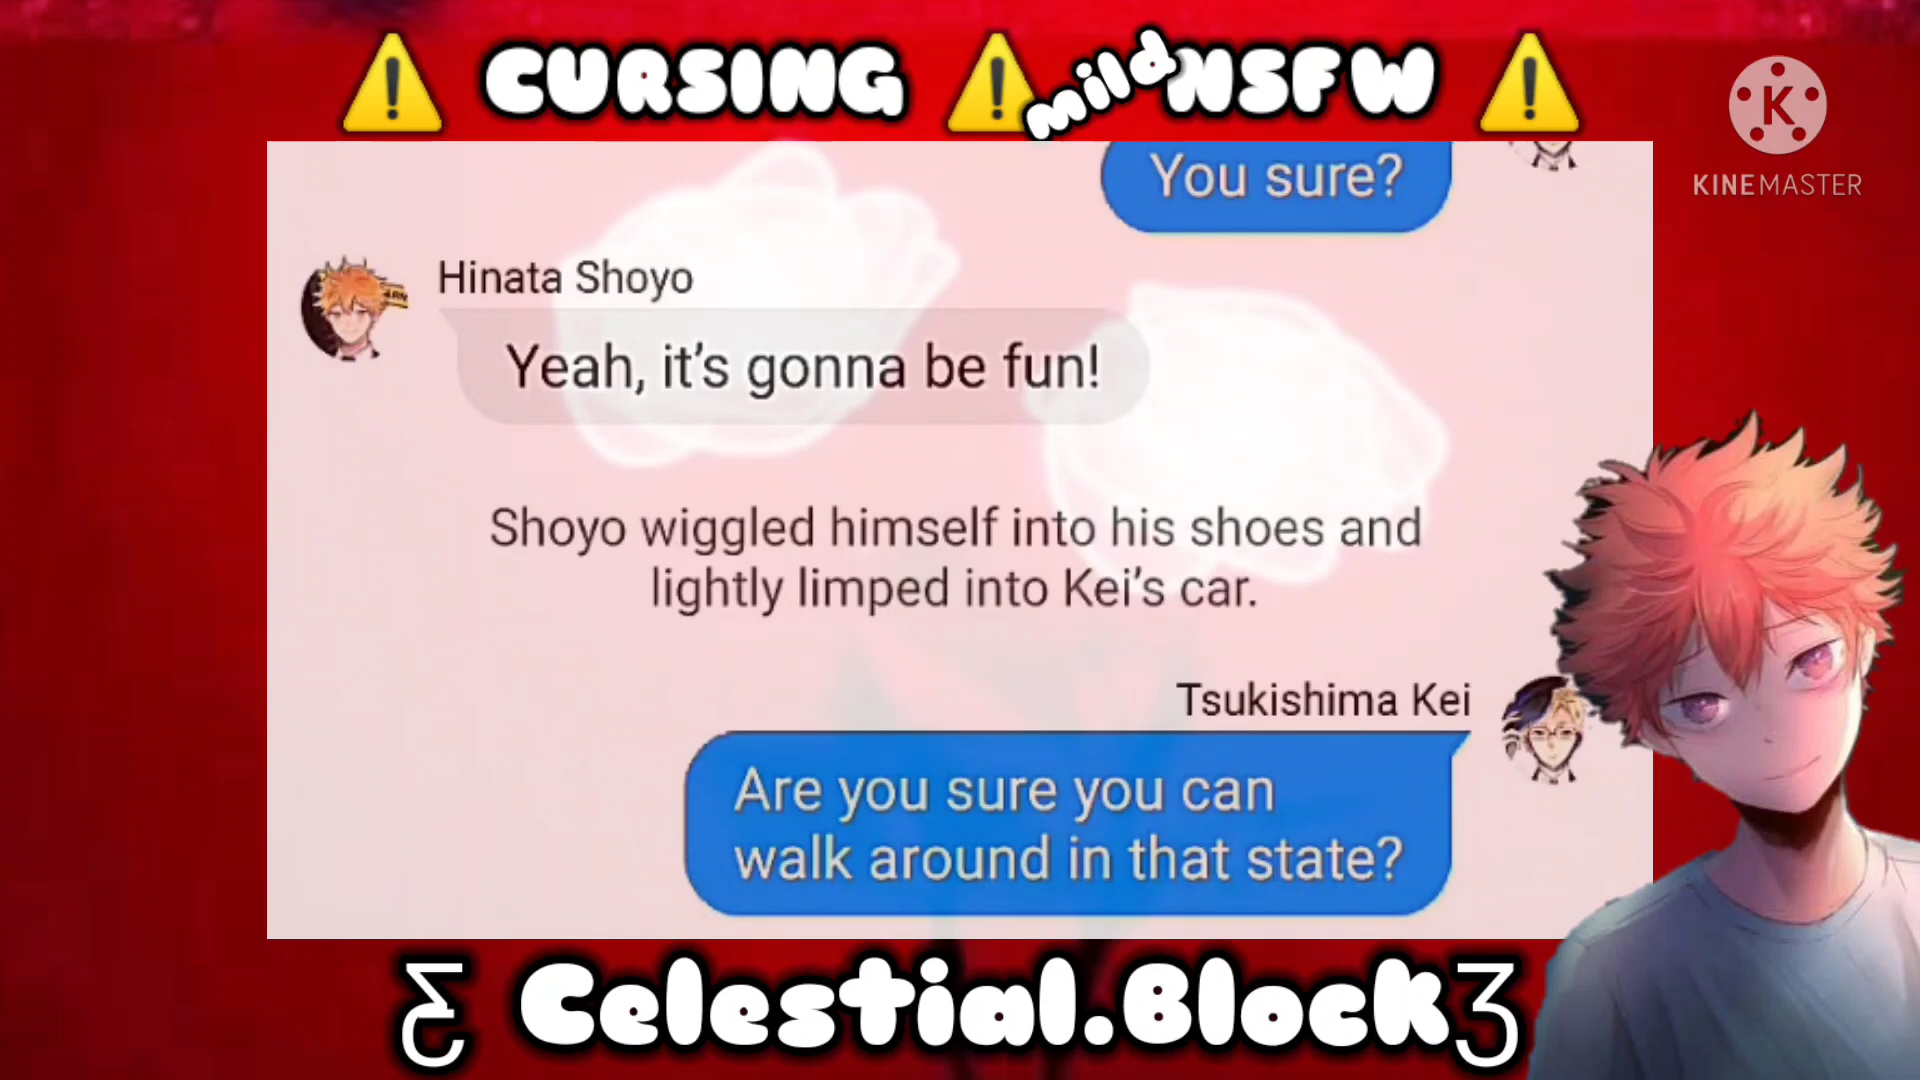 ⚠ CURSING ⚠ mild NSFW ⚠
K
KINEMASTER
You sure?
Hinata Shoyo
Yeah, it's gonna be fun!
Shoyo wiggled himself into his shoes and
lightly limped into Kei's car.
Tsukishima Kei
Are you sure you can
walk around in that state?
Ƹ Celestial.Block Ʒ